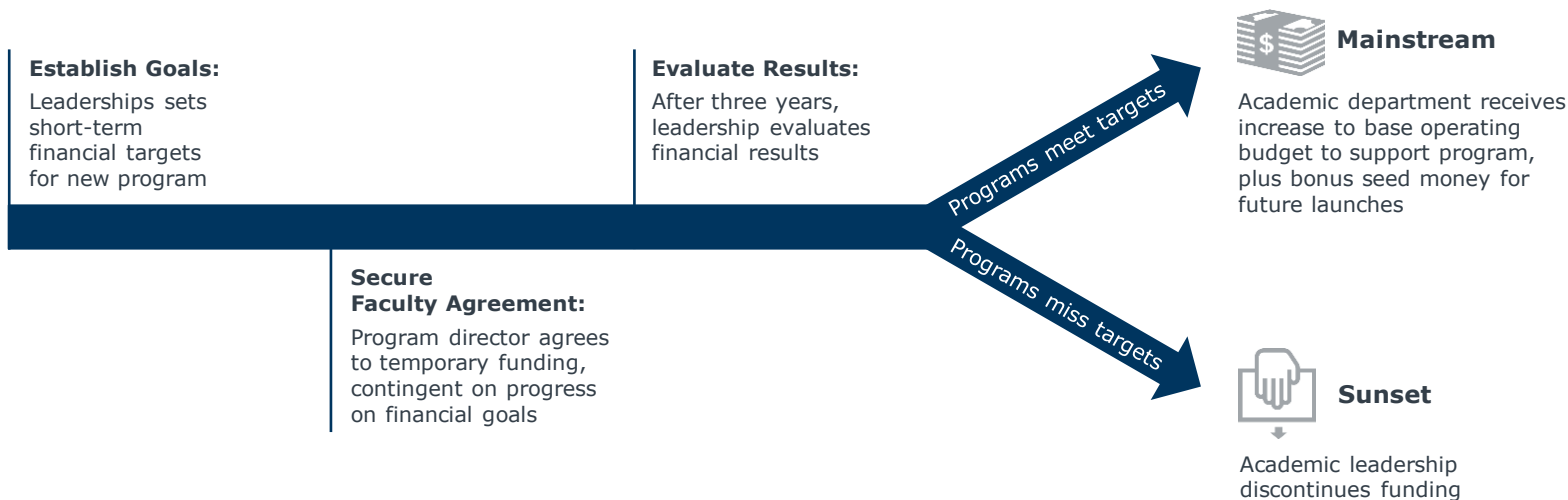 Establish Goals:
Leaderships sets
short-term
financial targets
for new program
Secure
Faculty Agreement:
Program director agrees
to temporary funding,
contingent on progress
on financial goals
Evaluate Results:
After three years,
leadership evaluates
financial results
Programs meet targets
Programs miss targets
$
Mainstream
Academic department receives
increase to base operating
budget to support program,
plus bonus seed money for
future launches
Sunset
Academic leadership
discontinues funding